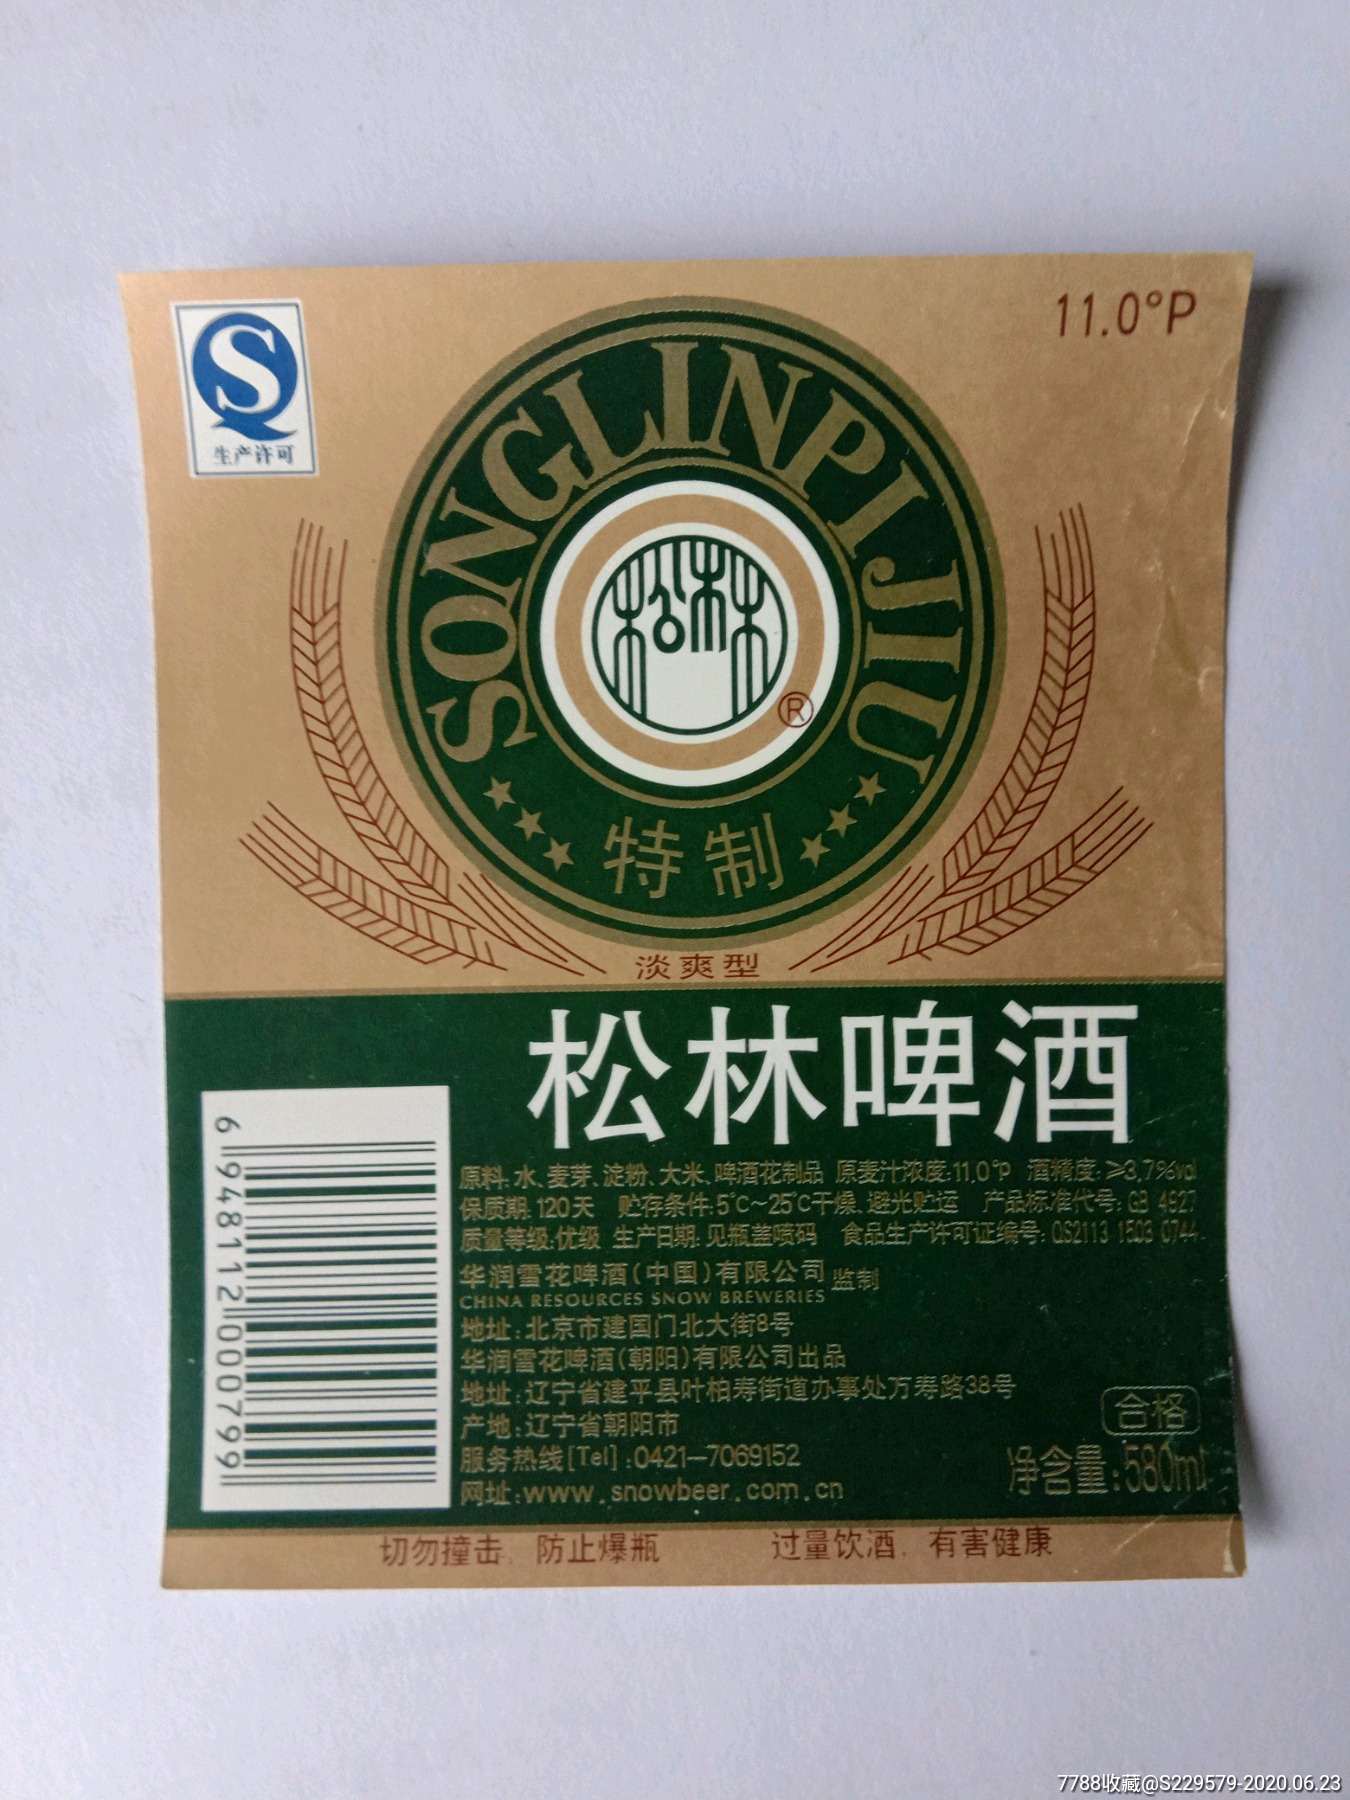 11.0°P
S
生产许可
SONGLINPIJIU
松林
®
特制
淡爽型
松林啤酒
6948112000799
原料:水、麦芽、淀粉、大米、啤酒花制品 原麦汁浓度:11.0°P 酒精度:≥3.7%vol
保质期:120天 贮存条件:5℃~25℃干燥、避光贮运 产品标准代号:GB 4927
质量等级:优级 生产日期:见瓶盖喷码 食品生产许可证编号:QS2113 1503 0744
华润雪花啤酒(中国)有限公司 监制
CHINA RESOURCES SNOW BREWERIES
地址:北京市建国门北大街8号
华润雪花啤酒(朝阳)有限公司出品
地址:辽宁省建平县叶柏寿街道办事处万寿路38号
产地:辽宁省朝阳市
服务热线[Tel]:0421—7069152
网址:www.snowbeer.com.cn
合格
净含量:580ml
切勿撞击、防止爆瓶 过量饮酒、有害健康
7788收藏@S229579-2020.06.23